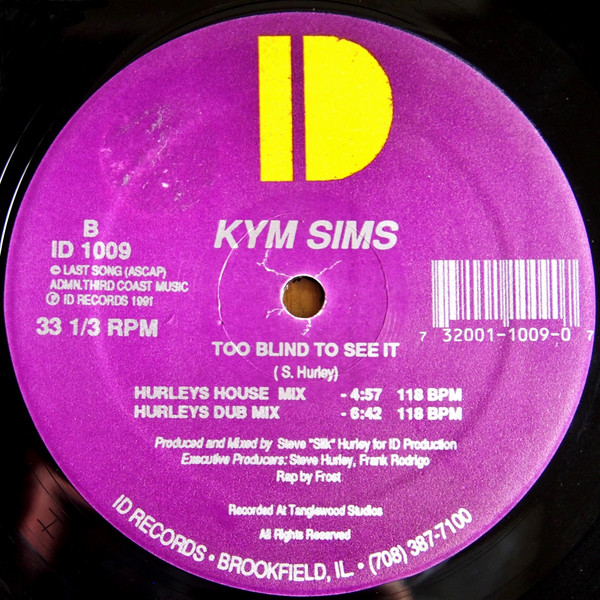 ID
KYM SIMS
B
ID 1009
© LAST SONG (ASCAP)
ADMN.THIRD COAST MUSIC
℗ ID RECORDS 1991
33 1/3 RPM
7 32001-1009-0 7
TOO BLIND TO SEE IT
( S. Hurley)
HURLEYS HOUSE MIX - 4:57 118 BPM
HURLEYS DUB MIX - 6:42 118 BPM
Produced and Mixed by Steve "Silk" Hurley for ID Production
Executive Producers: Steve Hurley, Frank Rodrigo
Rap by Frost
Recorded At Tanglewood Studios
All Rights Reserved
ID RECORDS • BROOKFIELD, IL • (708) 387-7100